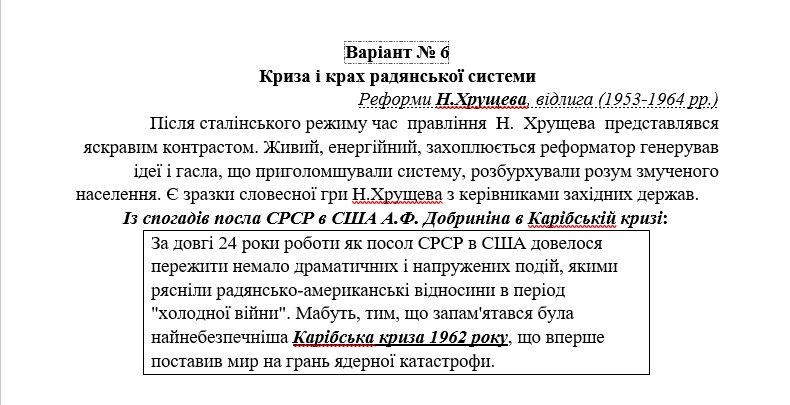 Варіант № 6
Криза і крах радянської системи
Реформи Н.Хрущева, відлига (1953-1964 рр.)
Після сталінського режиму час правління Н. Хрущева представлявся
яскравим контрастом. Живий, енергійний, захоплюється реформатор генерував
ідеї і гасла, що приголомшували систему, розбурхували розум змученого
населення. Є зразки словесної гри Н.Хрущева з керівниками західних держав.
Із спогадів посла СРСР в США А.Ф. Добриніна в Карібській кризі:
За довгі 24 роки роботи як посол СРСР в США довелося
пережити немало драматичних і напружених подій, якими
рясніли радянсько-американські відносини в період
"холодної війни". Мабуть, тим, що запам'ятався була
найнебезпечніша Карібська криза 1962 року, що вперше
поставив мир на грань ядерної катастрофи.